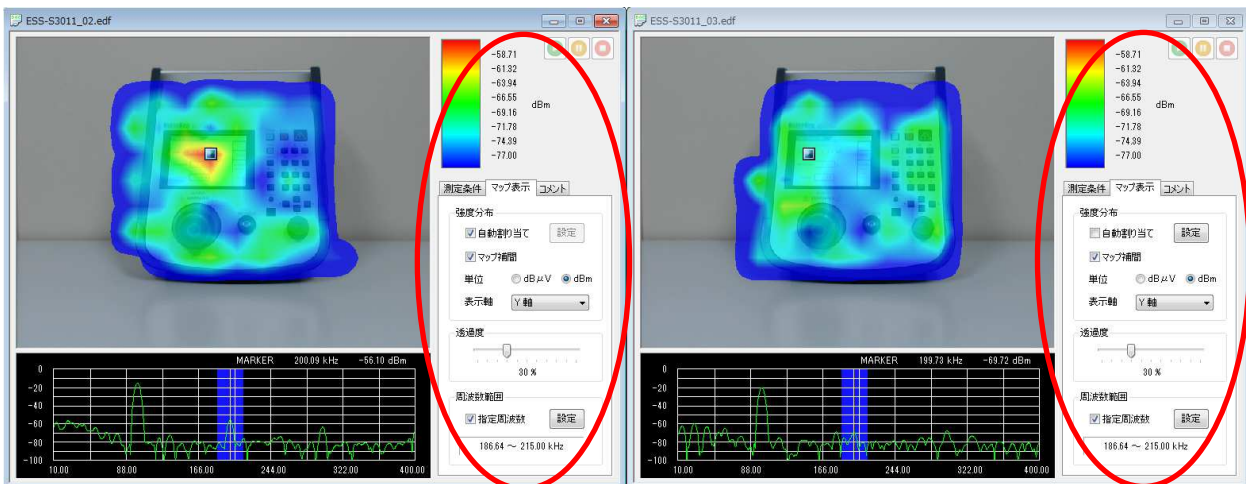 ESS-S3011_02.edf
-58.71
-61.32
-63.94
-66.55
dBm
-69.16
-71.78
-74.39
-77.00
測定条件 マップ表示 コメント
強度分布
自動割り当て 設定
マップ補間
単位 dBμV dBm
表示軸 Y 軸
透過度
30 %
周波数範囲
指定周波数 設定
186.64 ～ 215.00 kHz
MARKER 200.09 kHz -56.10 dBm
0
-20
-40
-60
-80
-100
10.00 88.00 166.00 244.00 322.00 400.00
ESS-S3011_03.edf
-58.71
-61.32
-63.94
-66.55
dBm
-69.16
-71.78
-74.39
-77.00
測定条件 マップ表示 コメント
強度分布
自動割り当て 設定
マップ補間
単位 dBμV dBm
表示軸 Y 軸
透過度
30 %
周波数範囲
指定周波数 設定
186.64 ～ 215.00 kHz
MARKER 199.73 kHz -69.72 dBm
0
-20
-40
-60
-80
-100
10.00 88.00 166.00 244.00 322.00 400.00